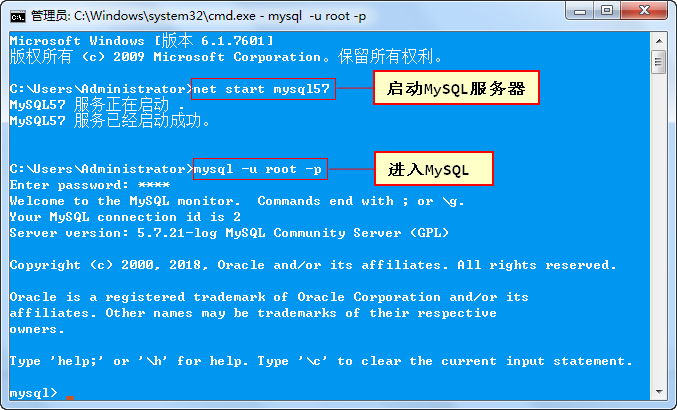 管理员: C:\Windows\system32\cmd.exe - mysql -u root -p
Microsoft Windows [版本 6.1.7601]
版权所有 (c) 2009 Microsoft Corporation。保留所有权利。
C:\Users\Administrator>net start mysql57
启动MySQL服务器
MySQL57 服务正在启动 .
MySQL57 服务已经启动成功。
C:\Users\Administrator>mysql -u root -p
进入MySQL
Enter password: ****
Welcome to the MySQL monitor.  Commands end with ; or \g.
Your MySQL connection id is 2
Server version: 5.7.21-log MySQL Community Server (GPL)
Copyright (c) 2000, 2018, Oracle and/or its affiliates. All rights reserved.
Oracle is a registered trademark of Oracle Corporation and/or its
affiliates. Other names may be trademarks of their respective
owners.
Type 'help;' or '\h' for help. Type '\c' to clear the current input statement.
mysql>